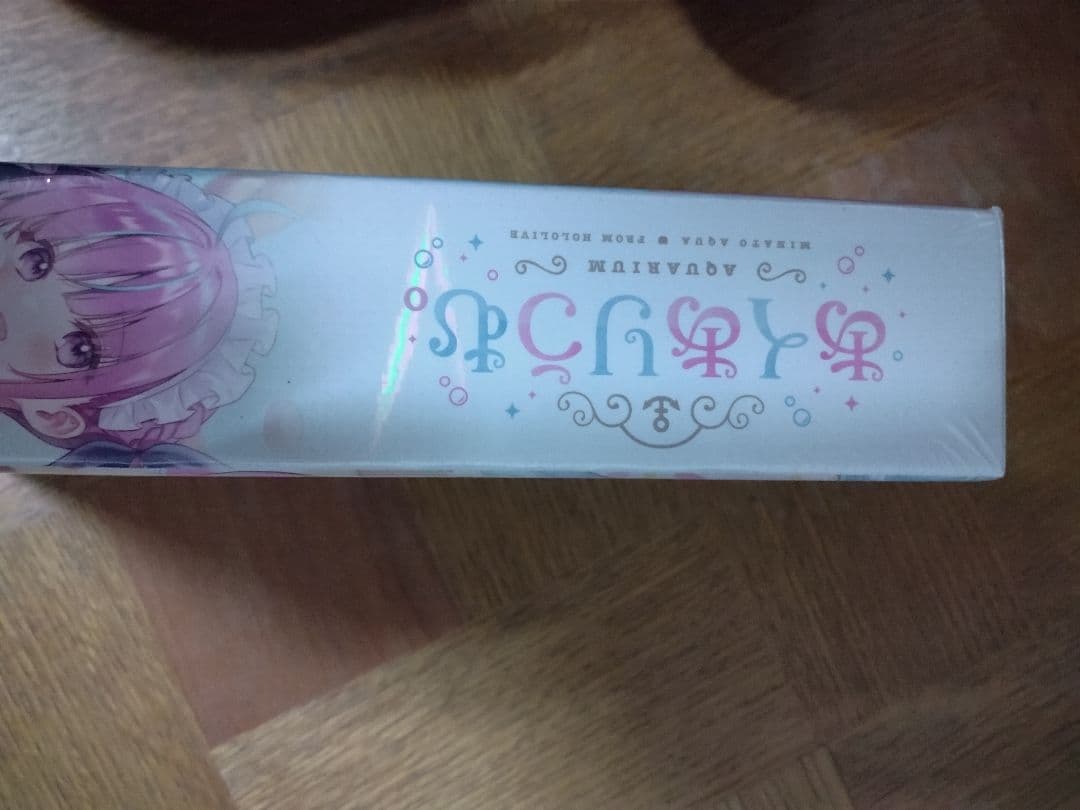 あくありうむ。
AQUARIUM
MINATO AQUA FROM HOLOLIVE